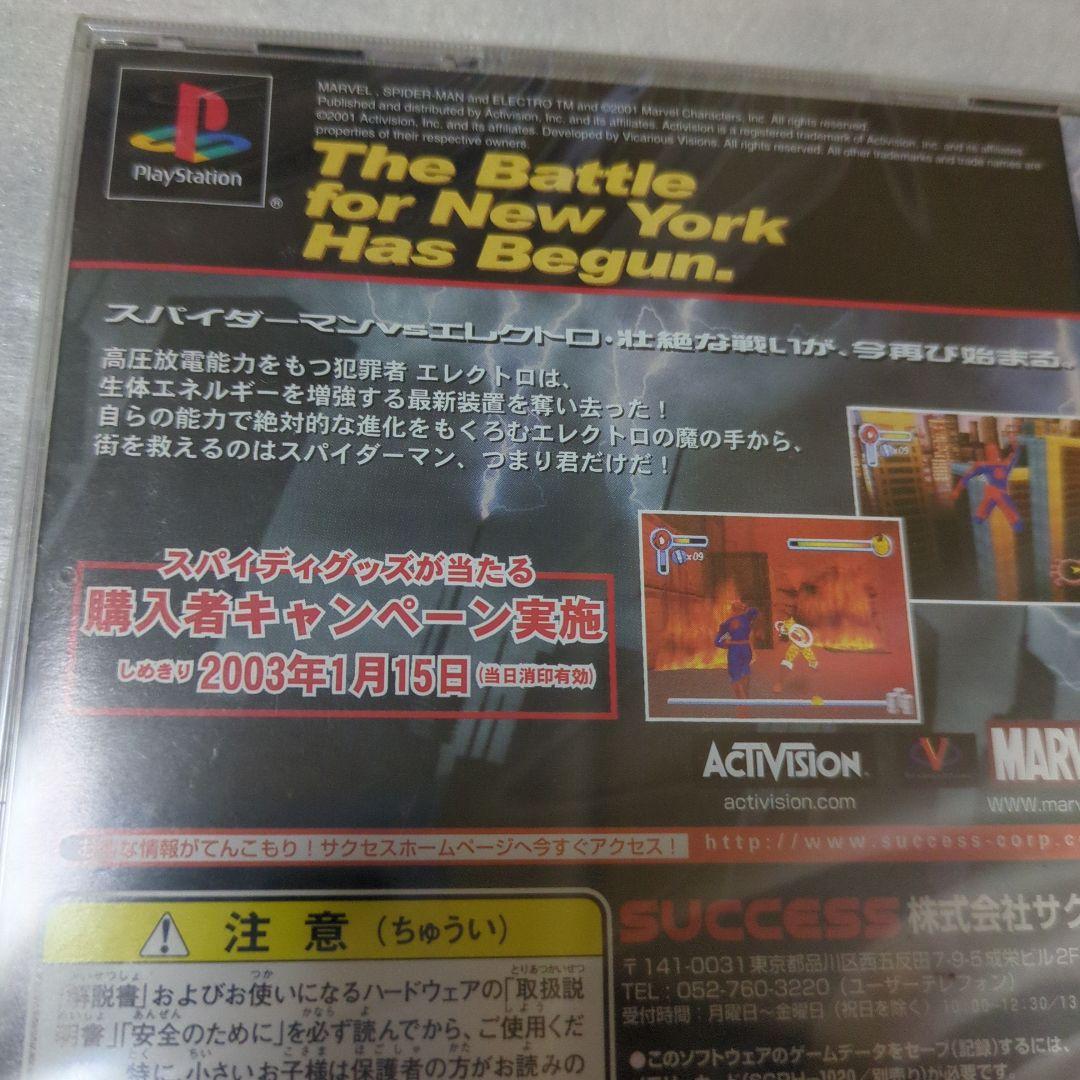 PlayStation
®
MARVEL, SPIDER-MAN and ELECTRO TM and ©2001 Marvel Characters, Inc. All rights reserved.
Published and distributed by Activision, Inc. and its affiliates. Activision is a registered trademark of Activision, Inc. and its affiliates
©2001 Activision, Inc. and its affiliates. Developed by Vicarious Visions. All rights reserved. All other trademarks and trade names are
properties of their respective owners.
The Battle
for New York
Has Begun.
スパイダーマンvsエレクトロ・壮絶な戦いが、今再び始まる。
高圧放電能力をもつ犯罪者 エレクトロは、
生体エネルギーを増強する最新装置を奪い去った！
自らの能力で絶対的な進化をもくろむエレクトロの魔の手から、
街を救えるのはスパイダーマン、つまり君だけだ！
x09
x09
スパイディグッズが当たる
購入者キャンペーン実施
しめきり 2003年1月15日(当日消印有効)
ACTIVISION
activision.com
V
MARV
WWW.marv
な情報がてんこもり！サクセスホームページへ今すぐアクセス！
http://www.success-corp.c
SUCCESS 株式会社サク
〒141-0031 東京都品川区西五反田7-9-5 成栄ビル2F
TEL：052-760-3220（ユーザーテレフォン）
受付時間：月曜日〜金曜日（祝日を除く）10:00-12:30/13
●このソフトウェアのゲームデータをセーブ(記録)するには、
(SCPH-1020／別売り)が必要です。
注意（ちゅうい）
「解説書」およびお使いになるハードウェアの「取扱説
明書」「安全のために」を必ず読んでから、ご使用くだ
特に、小さいお子様は保護者の方がお読みの